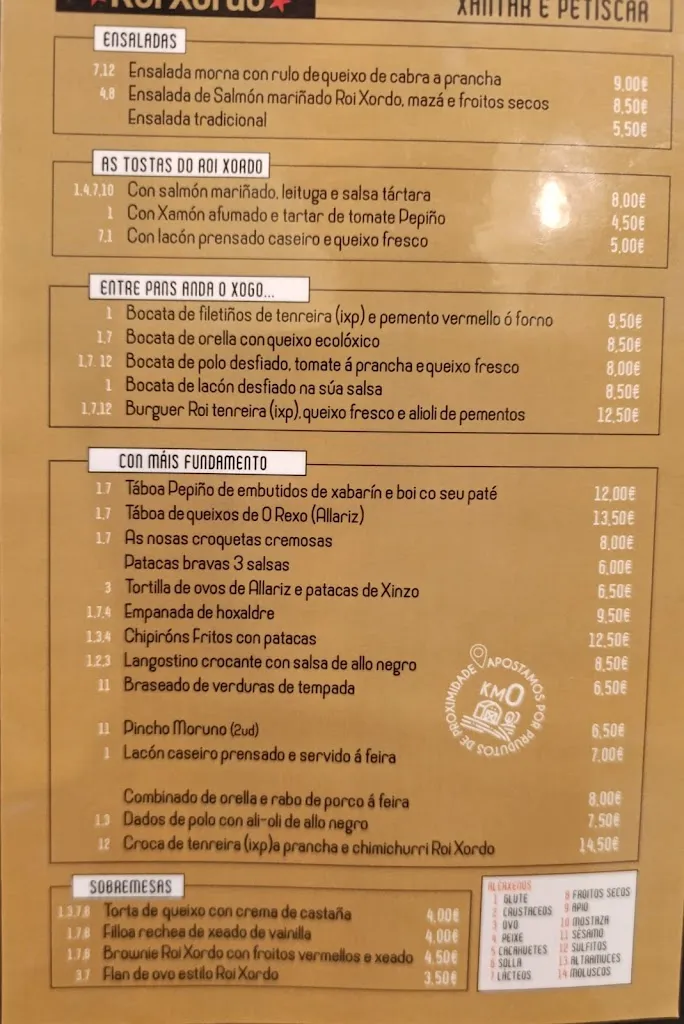 Roi Xordo
XANTAR E PETISCAR
ENSALADAS
7,12 Ensalada morna con rulo de queixo de cabra a prancha 9,00€
4,8 Ensalada de Salmón mariñado Roi Xordo, mazá e froitos secos 8,50€
Ensalada tradicional 5,50€
AS TOSTAS DO ROI XORDO
1,4,7,10 Con salmón mariñado, leituga e salsa tártara 8,00€
1 Con Xamón afumado e tartar de tomate Pepiño 4,50€
7,1 Con lacón prensado caseiro e queixo fresco 5,00€
ENTRE PANS ANDA O XOGO...
1 Bocata de filetiños de tenreira (ixp) e pemento vermello ó forno 9,50€
1,7 Bocata de orella con queixo ecolóxico 8,50€
1,7, 12 Bocata de polo desfiado, tomate á prancha e queixo fresco 8,00€
1 Bocata de lacón desfiado na súa salsa 8,50€
1,7,12 Burguer Roi tenreira (ixp), queixo fresco e alioli de pementos 12,50€
CON MÁIS FUNDAMENTO
1,7 Táboa Pepiño de embutidos de xabarín e boi co seu paté 12,00€
1,7 Táboa de queixos de O Rexo (Allariz) 13,50€
1,7 As nosas croquetas cremosas 8,00€
Patacas bravas 3 salsas 6,00€
3 Tortilla de ovos de Allariz e patacas de Xinzo 6,50€
1,7,4 Empanada de hoxaldre 9,50€
1,3,4 Chipiróns Fritos con patacas 12,50€
1,2,3 Langostino crocante con salsa de allo negro 8,50€
11 Braseado de verduras de tempada 6,50€
APOSTAMOS POR PRODUTOS DE PROXIMIDADE
KM0
11 Pincho Moruno (2ud) 6,50€
1 Lacón caseiro prensado e servido á feira 7,00€
Combinado de orella e rabo de porco á feira 8,00€
1,3 Dados de polo con ali-oli de allo negro 7,50€
12 Croca de tenreira (ixp)a prancha e chimichurri Roi Xordo 14,50€
SOBREMESAS
1,3,7,8 Torta de queixo con crema de castaña 4,00€
1,7,8 Filloa rechea de xeado de vainilla 4,00€
1,7,8 Brownie Roi Xordo con froitos vermellos e xeado 4,50€
3,7 Flan de ovo estilo Roi Xordo 3,50€
ALERXENOS
1 GLUTE
2 CRUSTACEOS
3 OVO
4 PEIXE
5 CACAHUETES
6 SOLLA
7 LÁCTEOS
8 FROITOS SECOS
9 APIO
10 MOSTAZA
11 SÉSAMO
12 SULFITOS
13 ALTRAMUCES
14 MOLUSCOS